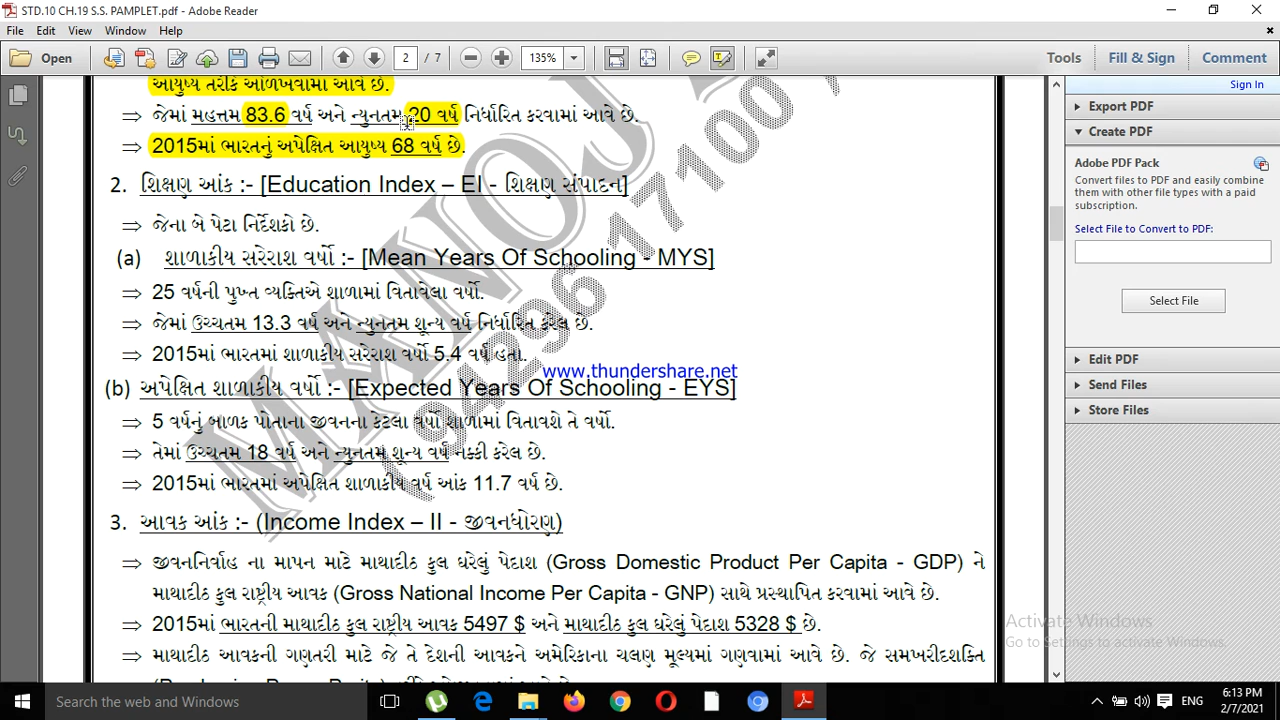 STD.10 CH.19 S.S. PAMPLET.pdf - Adobe Reader
File Edit View Window Help
Open 2 / 7 135% Tools Fill & Sign Comment
આયુષ્ય તરીકે ઓળખવામાં આવે છે.
⇒ જેમાં મહત્તમ 83.6 વર્ષ અને ન્યુનતમ 20 વર્ષ નિર્ધારિત કરવામાં આવે છે.
⇒ 2015માં ભારતનું અપેક્ષિત આયુષ્ય 68 વર્ષ છે.
2. શિક્ષણ આંક :- [Education Index – EI - શિક્ષણ સંપાદન]
⇒ જેના બે પેટા નિર્દેશકો છે.
(a) શાળાકીય સરેરાશ વર્ષો :- [Mean Years Of Schooling - MYS]
⇒ 25 વર્ષની પુખ્ત વ્યક્તિએ શાળામાં વિતાવેલા વર્ષો.
⇒ જેમાં ઉચ્ચતમ 13.3 વર્ષ અને ન્યુનતમ શૂન્ય વર્ષ નિર્ધારિત કરેલ છે.
⇒ 2015માં ભારતમાં શાળાકીય સરેરાશ વર્ષો 5.4 વર્ષ હતા.
www.thundershare.net
(b) અપેક્ષિત શાળાકીય વર્ષો :- [Expected Years Of Schooling - EYS]
⇒ 5 વર્ષનું બાળક પોતાના જીવનના કેટલા વર્ષો શાળામાં વિતાવશે તે વર્ષો.
⇒ તેમાં ઉચ્ચતમ 18 વર્ષ અને ન્યુનતમ શૂન્ય વર્ષ નક્કી કરેલ છે.
⇒ 2015માં ભારતમાં અપેક્ષિત શાળાકીય વર્ષ આંક 11.7 વર્ષ છે.
3. આવક આંક :- (Income Index – II - જીવનધોરણ)
⇒ જીવનનિર્વાહ ના માપન માટે માથાદીઠ કુલ ઘરેલું પેદાશ (Gross Domestic Product Per Capita - GDP) ને
માથાદીઠ કુલ રાષ્ટ્રીય આવક (Gross National Income Per Capita - GNP) સાથે પ્રસ્થાપિત કરવામાં આવે છે.
⇒ 2015માં ભારતની માથાદીઠ કુલ રાષ્ટ્રીય આવક 5497 $ અને માથાદીઠ કુલ ઘરેલું પેદાશ 5328 $ છે.
⇒ માથાદીઠ આવકની ગણતરી માટે જે તે દેશની આવકને અમેરિકાના ચલણ મૂલ્યમાં ગણવામાં આવે છે. જે સમખરીદશક્તિ
MANOJ
94296 17100
Sign In
Export PDF
Create PDF
Adobe PDF Pack
Convert files to PDF and easily combine
them with other file types with a paid
subscription.
Select File to Convert to PDF:
Select File
Edit PDF
Send Files
Store Files
Activate Windows
Go to Settings to activate Windows.
Search the web and Windows
ENG
6:13 PM
2/7/2021